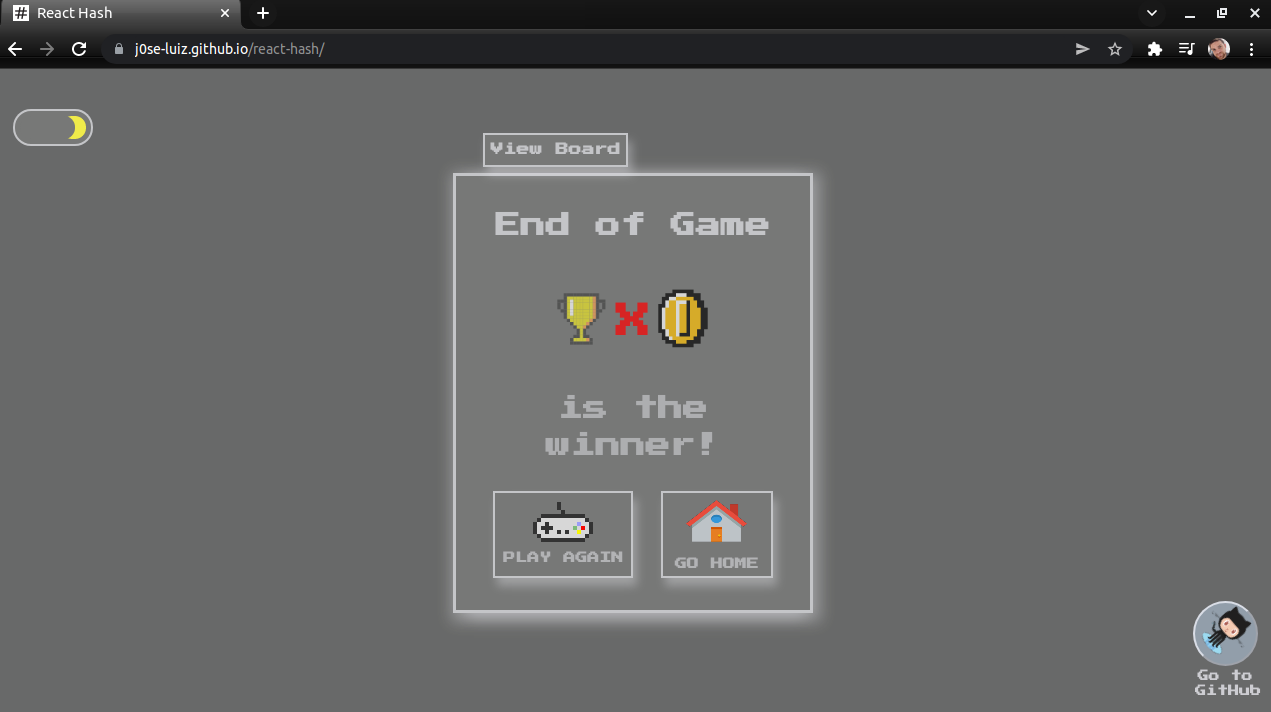 React Hash
j0se-luiz.github.io/react-hash/
View Board
End of Game
X
is the
winner!
PLAY AGAIN
GO HOME
Go to
GitHub